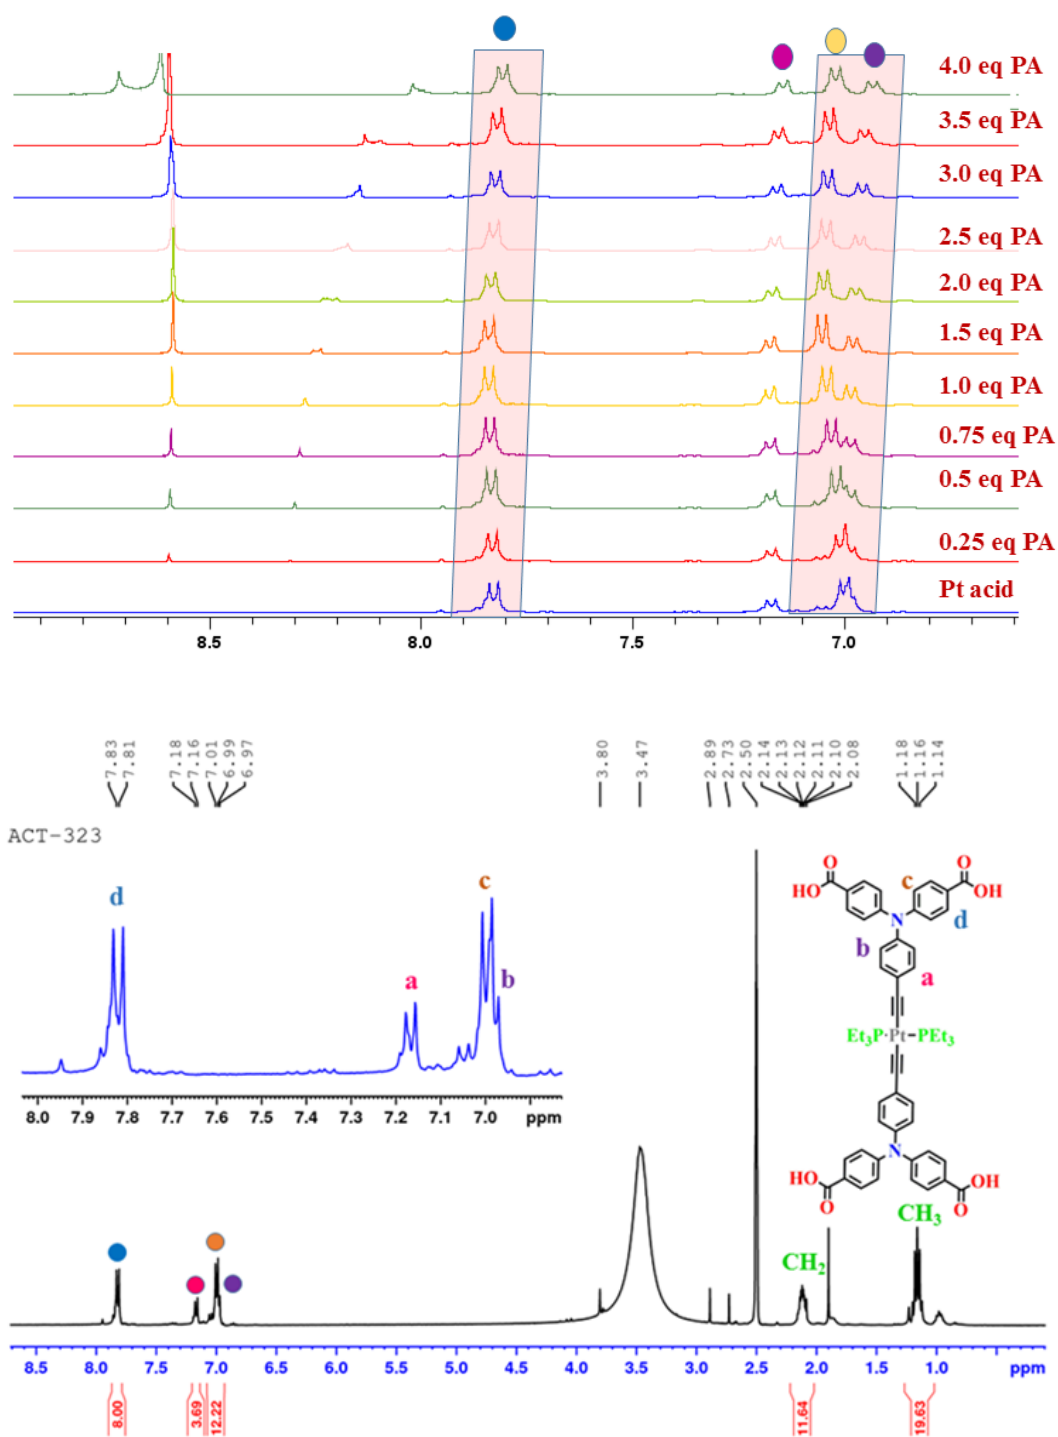 4.0 eq PA
3.5 eq PA
3.0 eq PA
2.5 eq PA
2.0 eq PA
1.5 eq PA
1.0 eq PA
0.75 eq PA
0.5 eq PA
0.25 eq PA
Pt acid
8.5 8.0 7.5 7.0
7.83 7.81 7.18 7.16 7.01 6.99 6.97 3.80 3.47 2.89 2.73 2.50 2.14 2.13 2.12 2.11 2.10 2.08 1.18 1.16 1.14
ACT-323
d
a
c
b
8.0 7.9 7.8 7.7 7.6 7.5 7.4 7.3 7.2 7.1 7.0 ppm
O O
HO c OH
N d
b
a
Et₃P Pt PEt₃
N
HO OH
O O
CH₃
CH₂
8.5 8.0 7.5 7.0 6.5 6.0 5.5 5.0 4.5 4.0 3.5 3.0 2.5 2.0 1.5 1.0 ppm
8.00 3.69 12.22 11.64 19.63